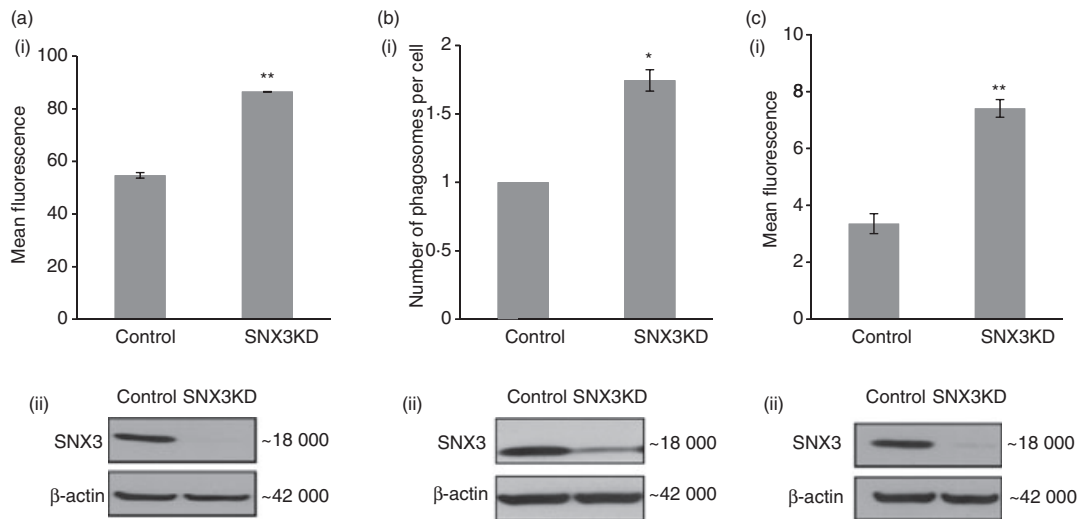 (a)
(i)
Mean fluorescence
100
80
60
40
20
0
**
Control SNX3KD
(ii)
Control SNX3KD
SNX3 ~18 000
β-actin ~42 000
(b)
(i)
Number of phagosomes per cell
2
1·5
1
0·5
0
*
Control SNX3KD
(ii)
Control SNX3KD
SNX3 ~18 000
β-actin ~42 000
(c)
(i)
Mean fluorescence
10
8
6
4
2
0
**
Control SNX3KD
(ii)
Control SNX3KD
SNX3 ~18 000
β-actin ~42 000